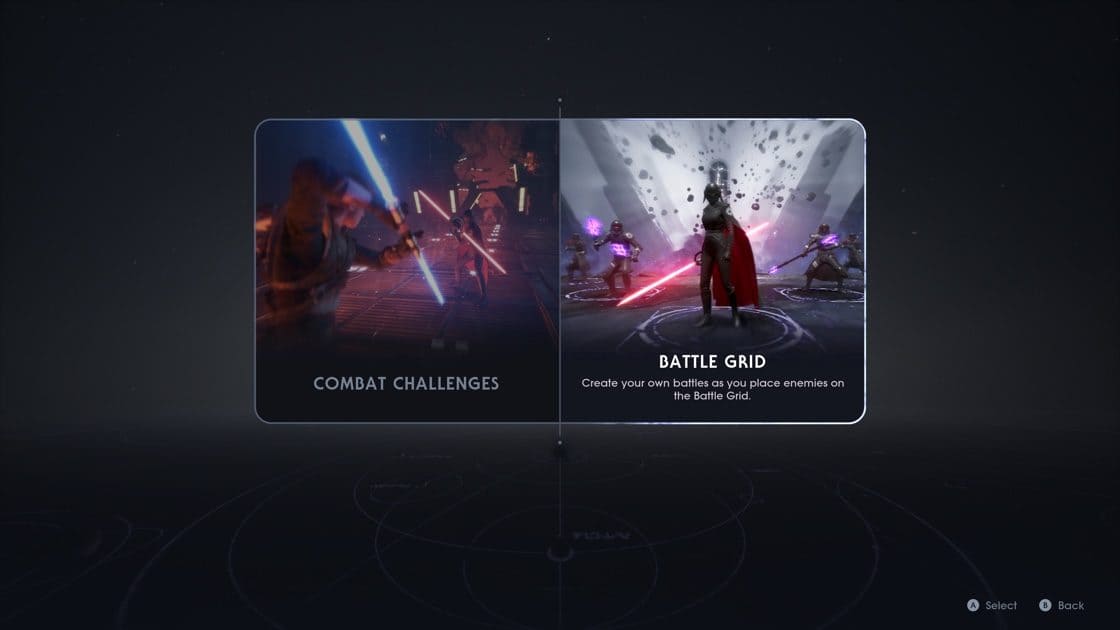 COMBAT CHALLENGES
BATTLE GRID
Create your own battles as you place enemies on
the Battle Grid.
A Select
B Back